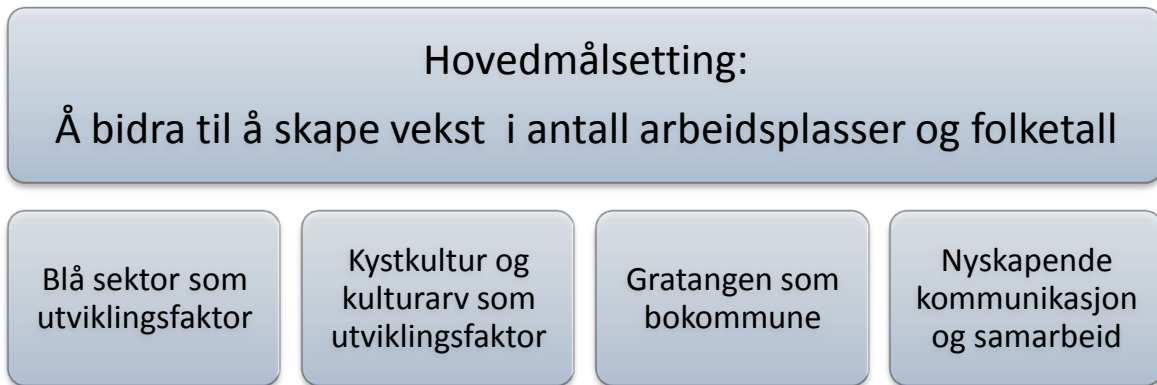 Hovedmålsetting:
Å bidra til å skape vekst i antall arbeidsplasser og folketall
Blå sektor som
utviklingsfaktor
Kystkultur og
kulturarv som
utviklingsfaktor
Gratangen som
bokommune
Nyskapende
kommunikasjon
og samarbeid